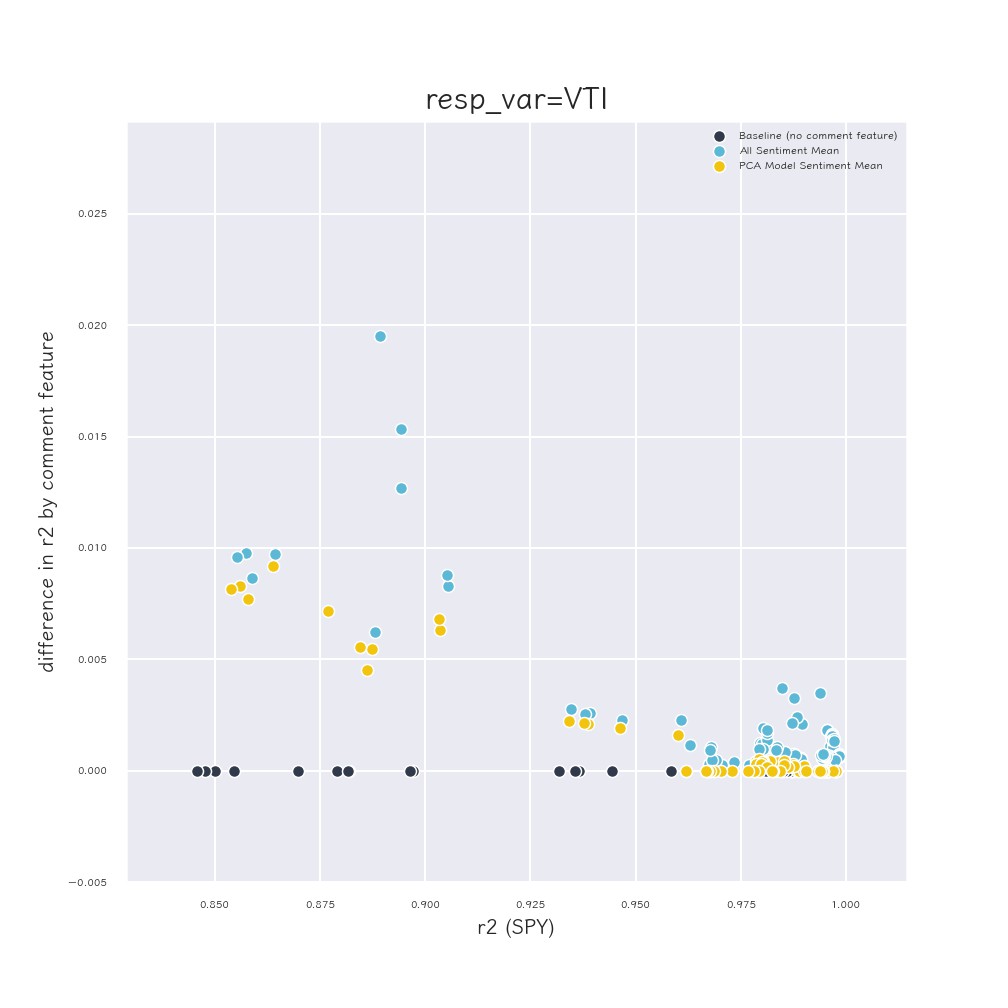 resp_var=VTI
Baseline (no comment feature)
All Sentiment Mean
PCA Model Sentiment Mean
0.025
0.020
0.015
0.010
0.005
0.000
−0.005
difference in r2 by comment feature
0.850 0.875 0.900 0.925 0.950 0.975 1.000
r2 (SPY)